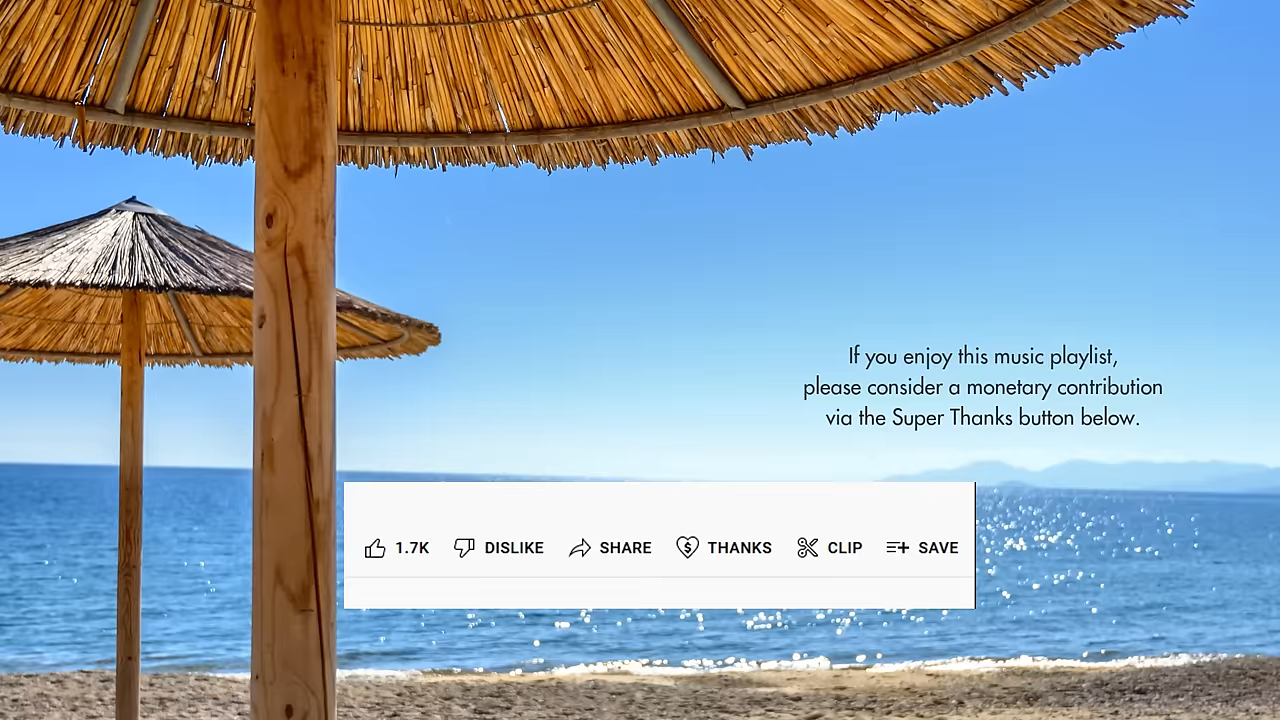 If you enjoy this music playlist,
please consider a monetary contribution
via the Super Thanks button below.
1.7K DISLIKE SHARE THANKS CLIP SAVE